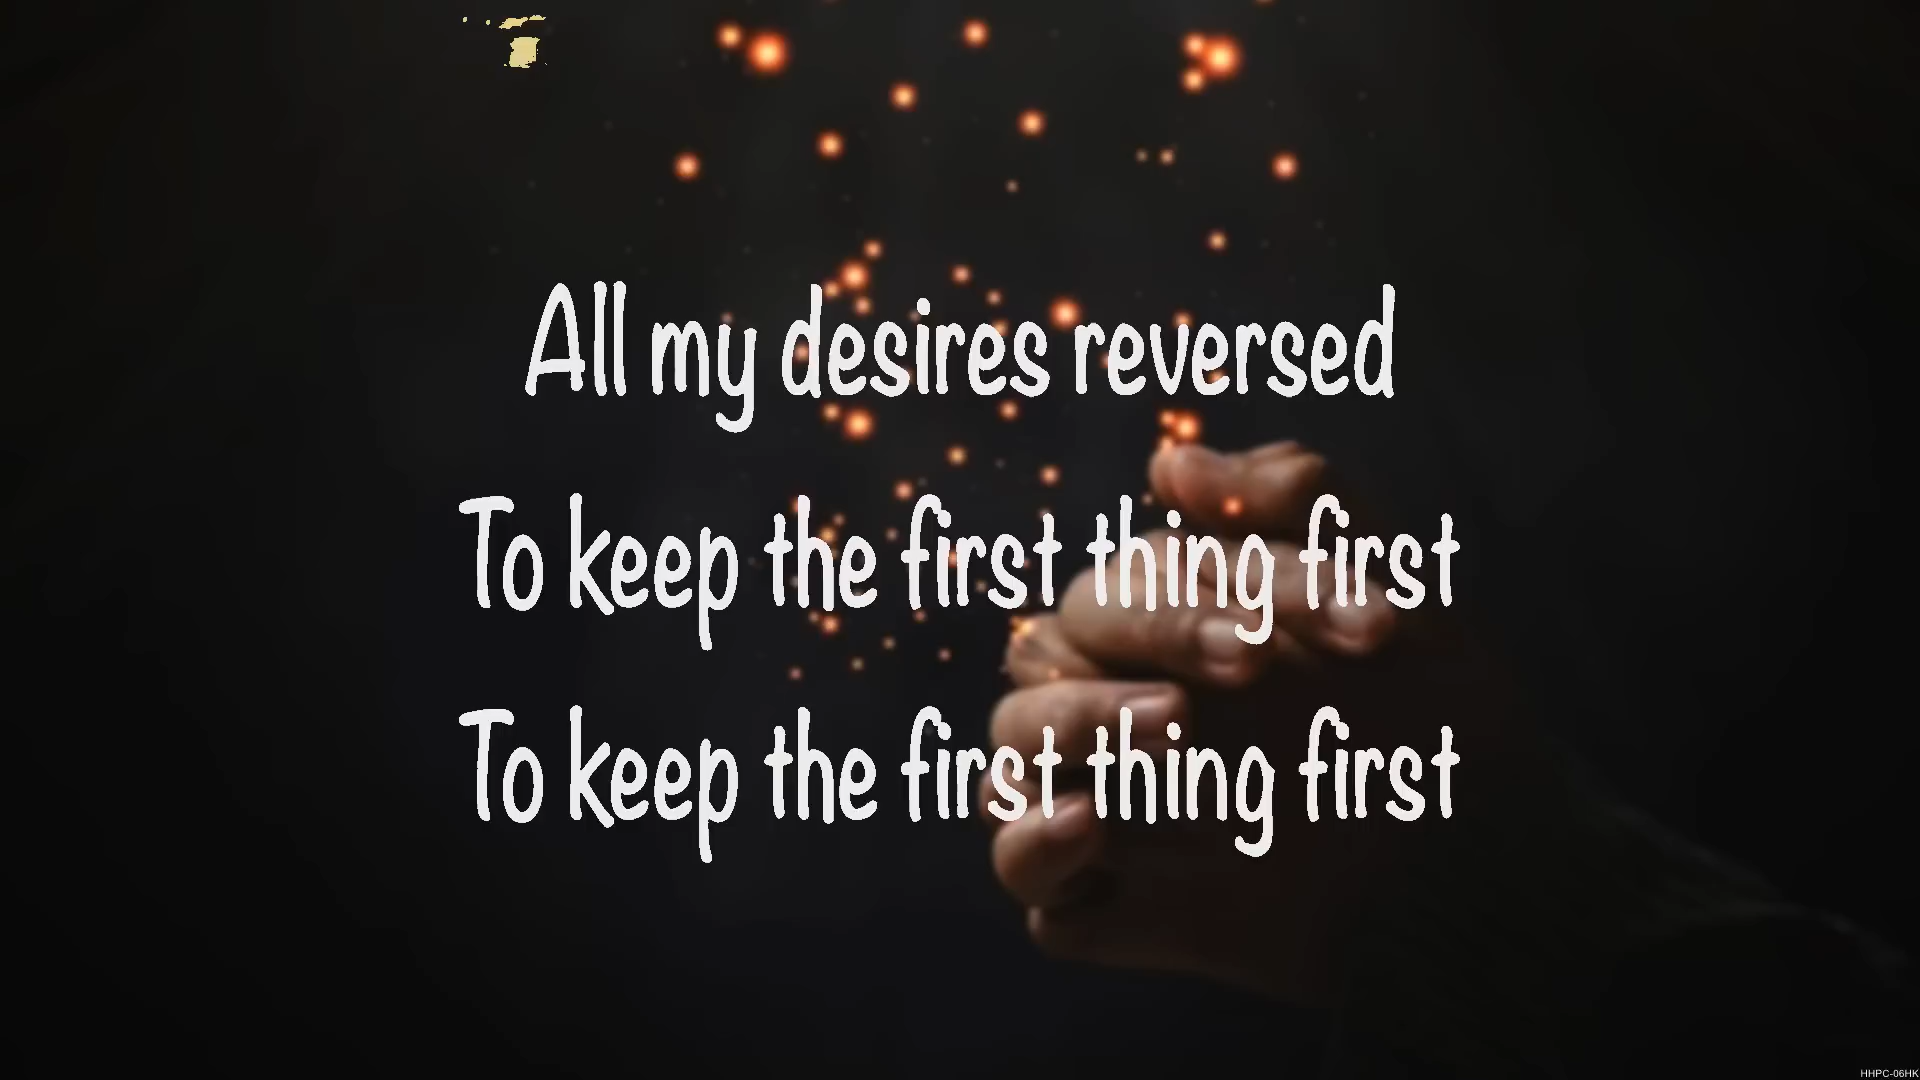 All my desires reversed
To keep the first thing first
To keep the first thing first
HHPC-06HK